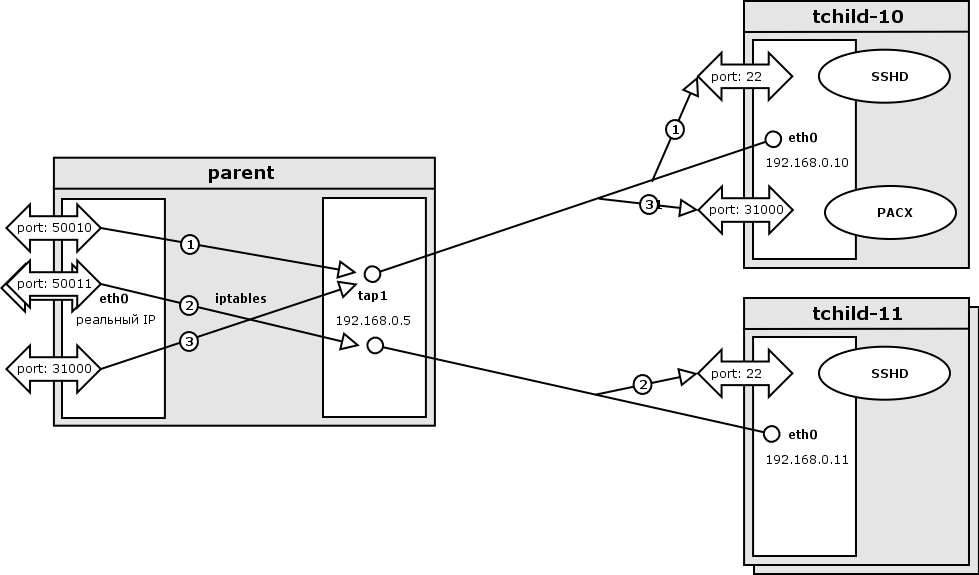 tchild-10
port: 22
SSHD
1
eth0
192.168.0.10
3
port: 31000
PACX
parent
port: 50010
1
port: 50011
eth0
2
iptables
tap1
реальный IP
192.168.0.5
3
port: 31000
tchild-11
port: 22
SSHD
2
eth0
192.168.0.11